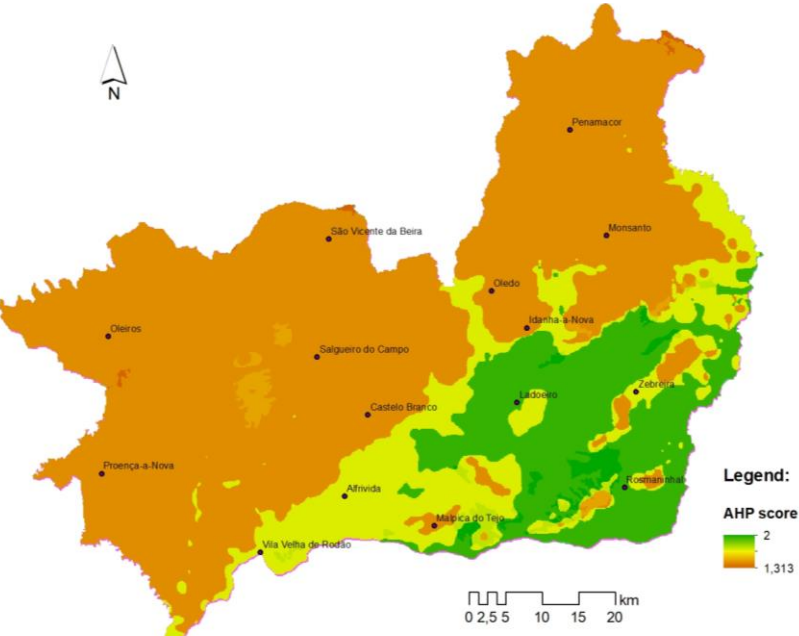 N
Penamacor
São Vicente da Beira
Monsanto
Oledo
Idanha-a-Nova
Oleiros
Salgueiro do Campo
Zebreira
Ladoeiro
Castelo Branco
Proença-a-Nova
Rosmaninhal
Alfrivida
Malpica do Tejo
Vila Velha de Rodão
Legend:
AHP score
2
1,313
km
0 2,5 5 10 15 20